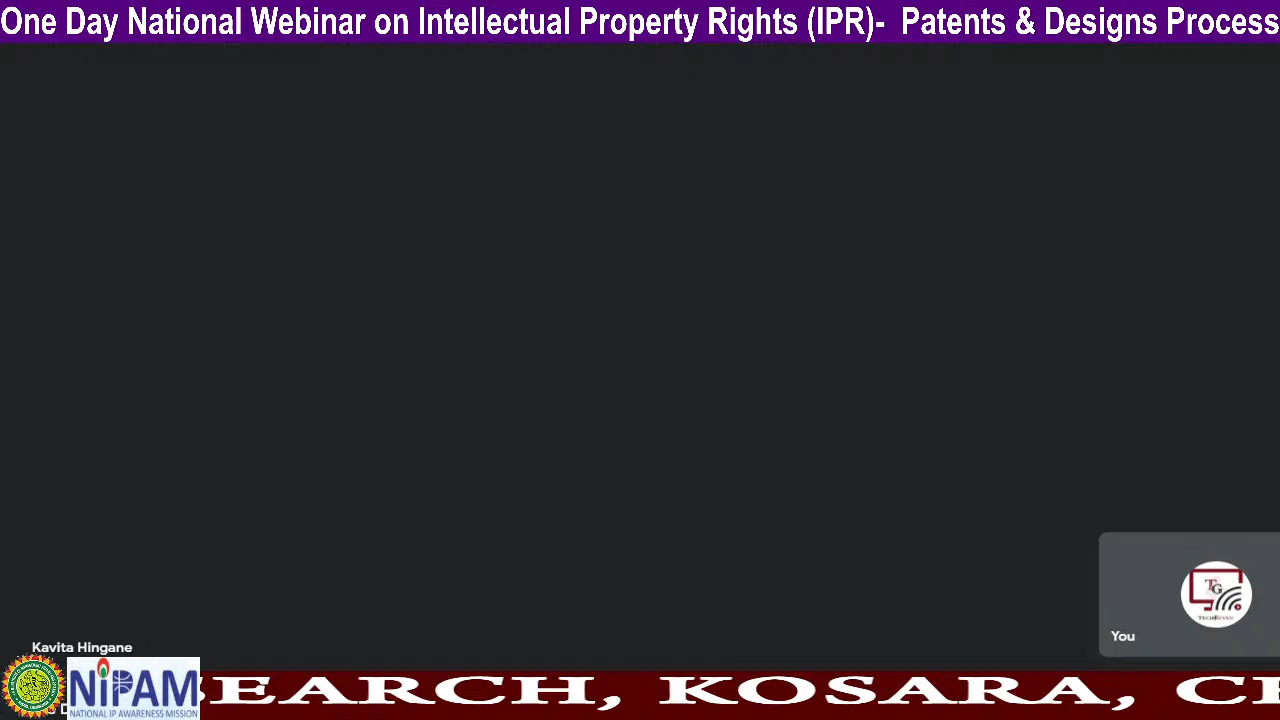 One Day National Webinar on Intellectual Property Rights (IPR)- Patents & Designs Process
TG
You
Kavita Hingane
NIPAM
NATIONAL IP AWARENESS MISSION
SEARCH, KOSARA, C